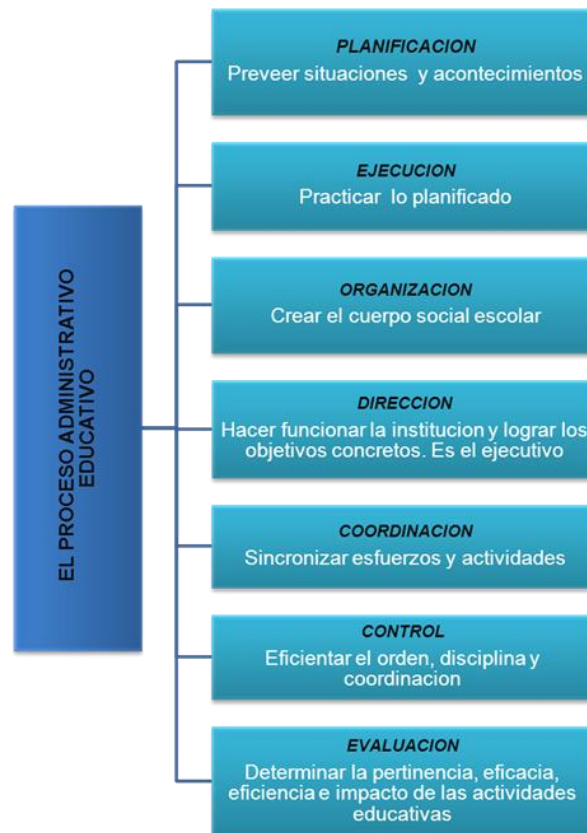 EL PROCESO ADMINISTRATIVO
EDUCATIVO
PLANIFICACION
Preveer situaciones y acontecimientos
EJECUCION
Practicar lo planificado
ORGANIZACION
Crear el cuerpo social escolar
DIRECCION
Hacer funcionar la institucion y lograr los
objetivos concretos. Es el ejecutivo
COORDINACION
Sincronizar esfuerzos y actividades
CONTROL
Eficientar el orden, disciplina y
coordinacion
EVALUACION
Determinar la pertinencia, eficacia,
eficiencia e impacto de las actividades
educativas